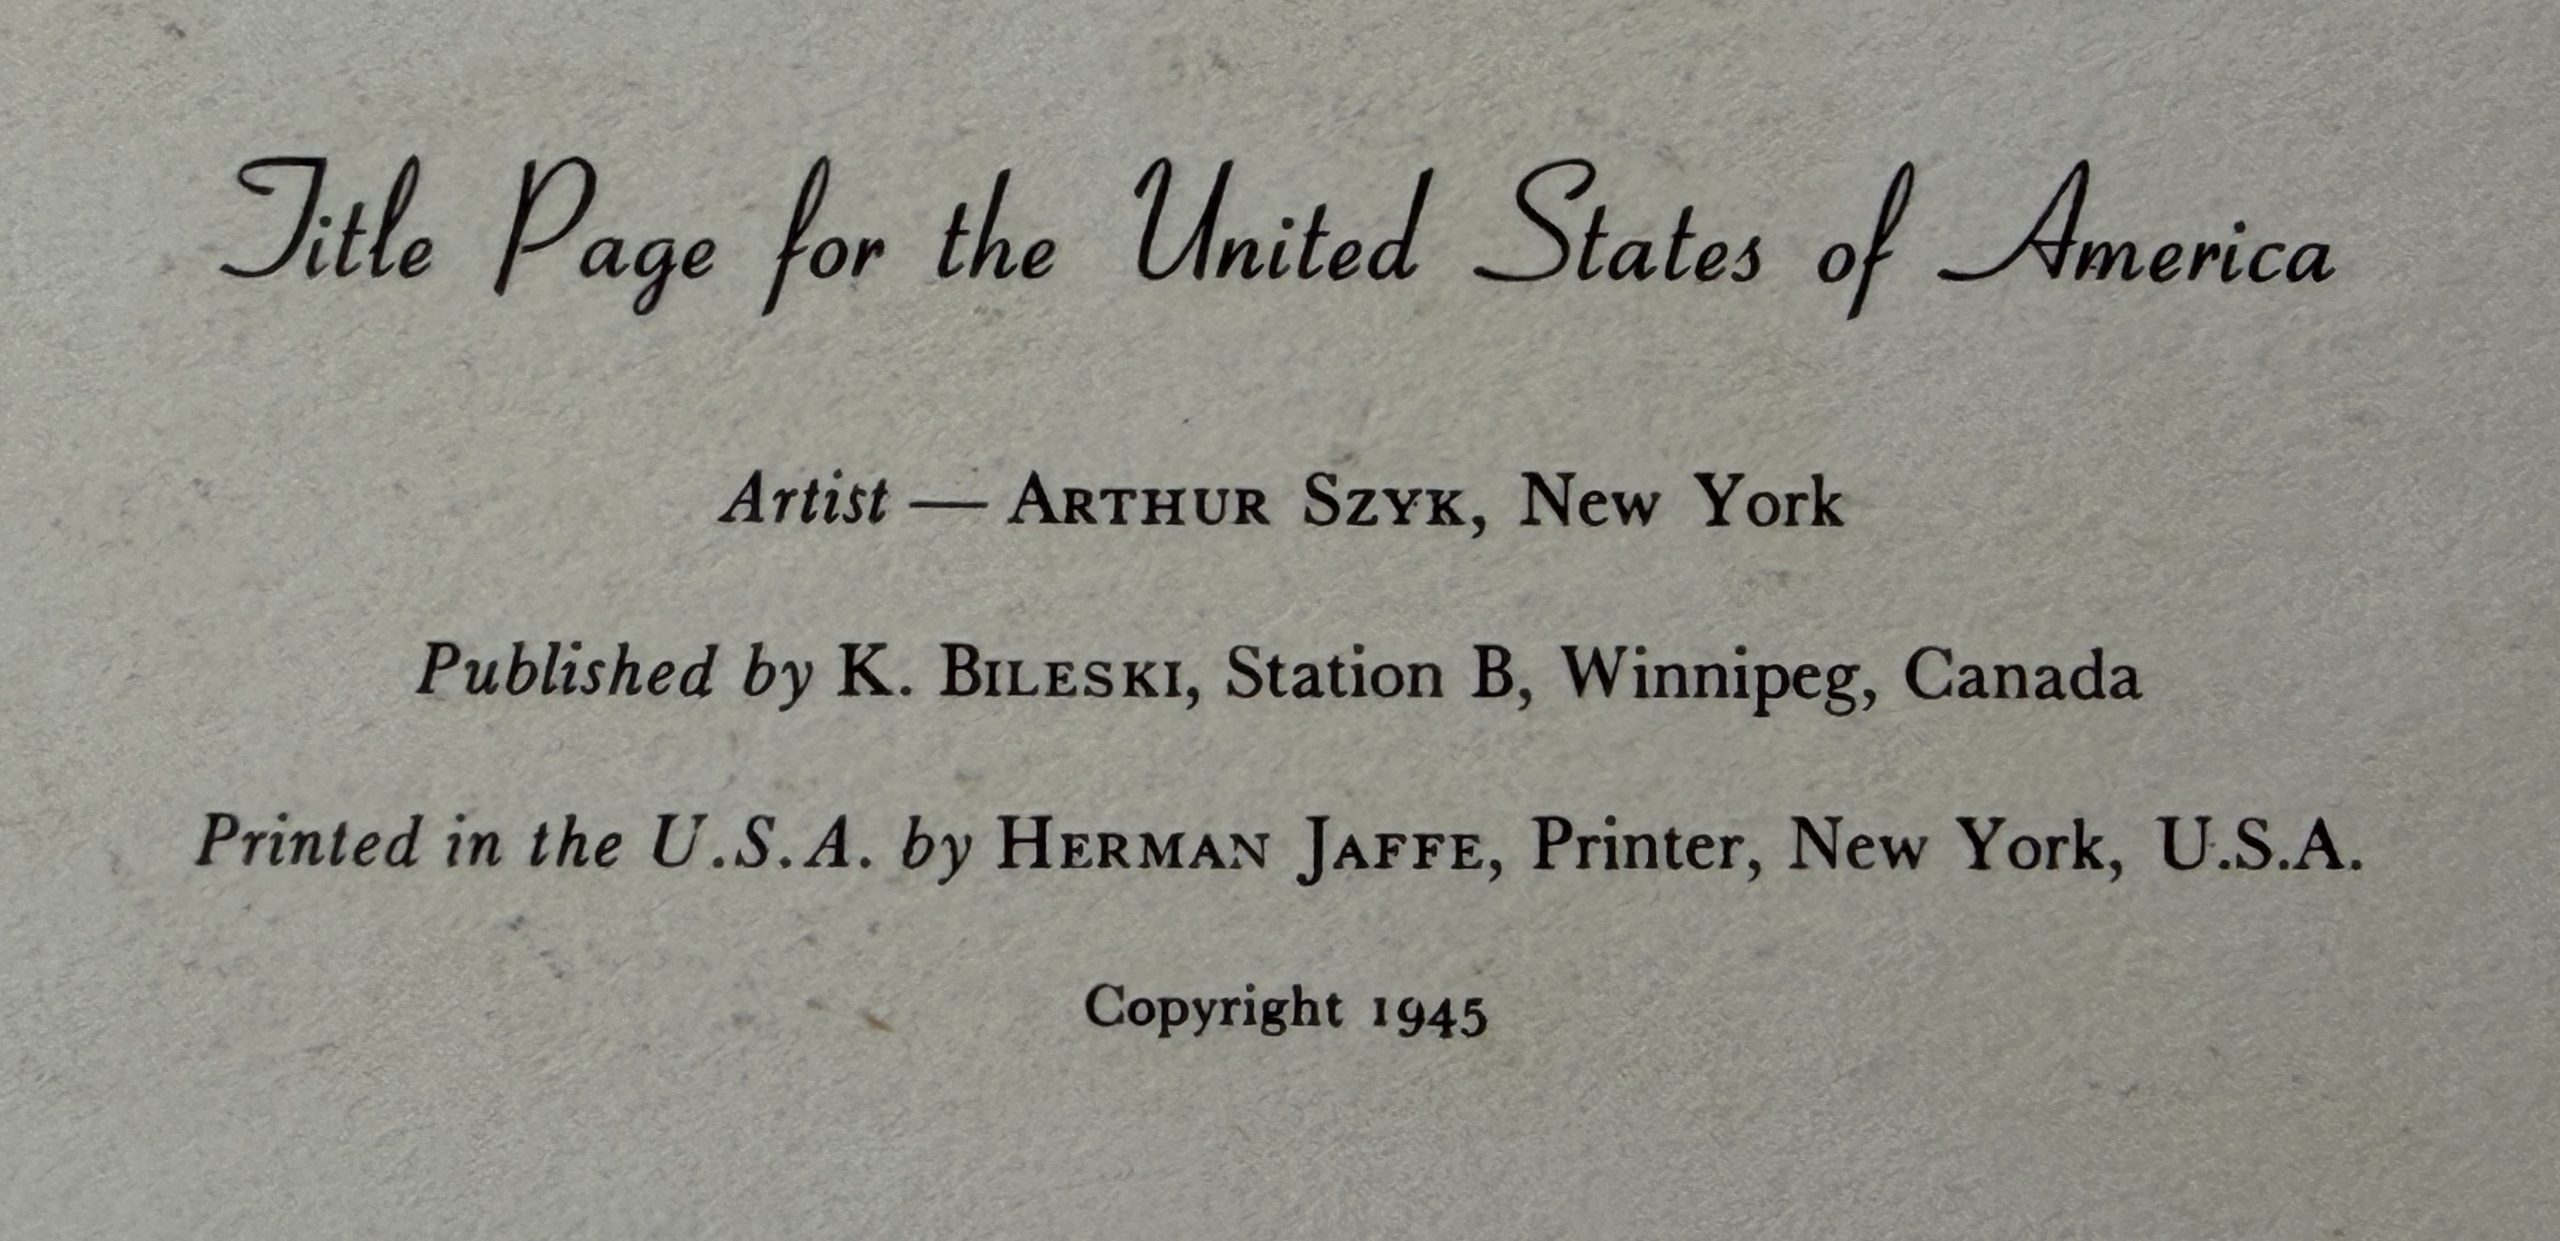 Title Page for the United States of America
Artist — Arthur Szyk, New York
Published by K. Bileski, Station B, Winnipeg, Canada
Printed in the U.S.A. by Herman Jaffe, Printer, New York, U.S.A.
Copyright 1945